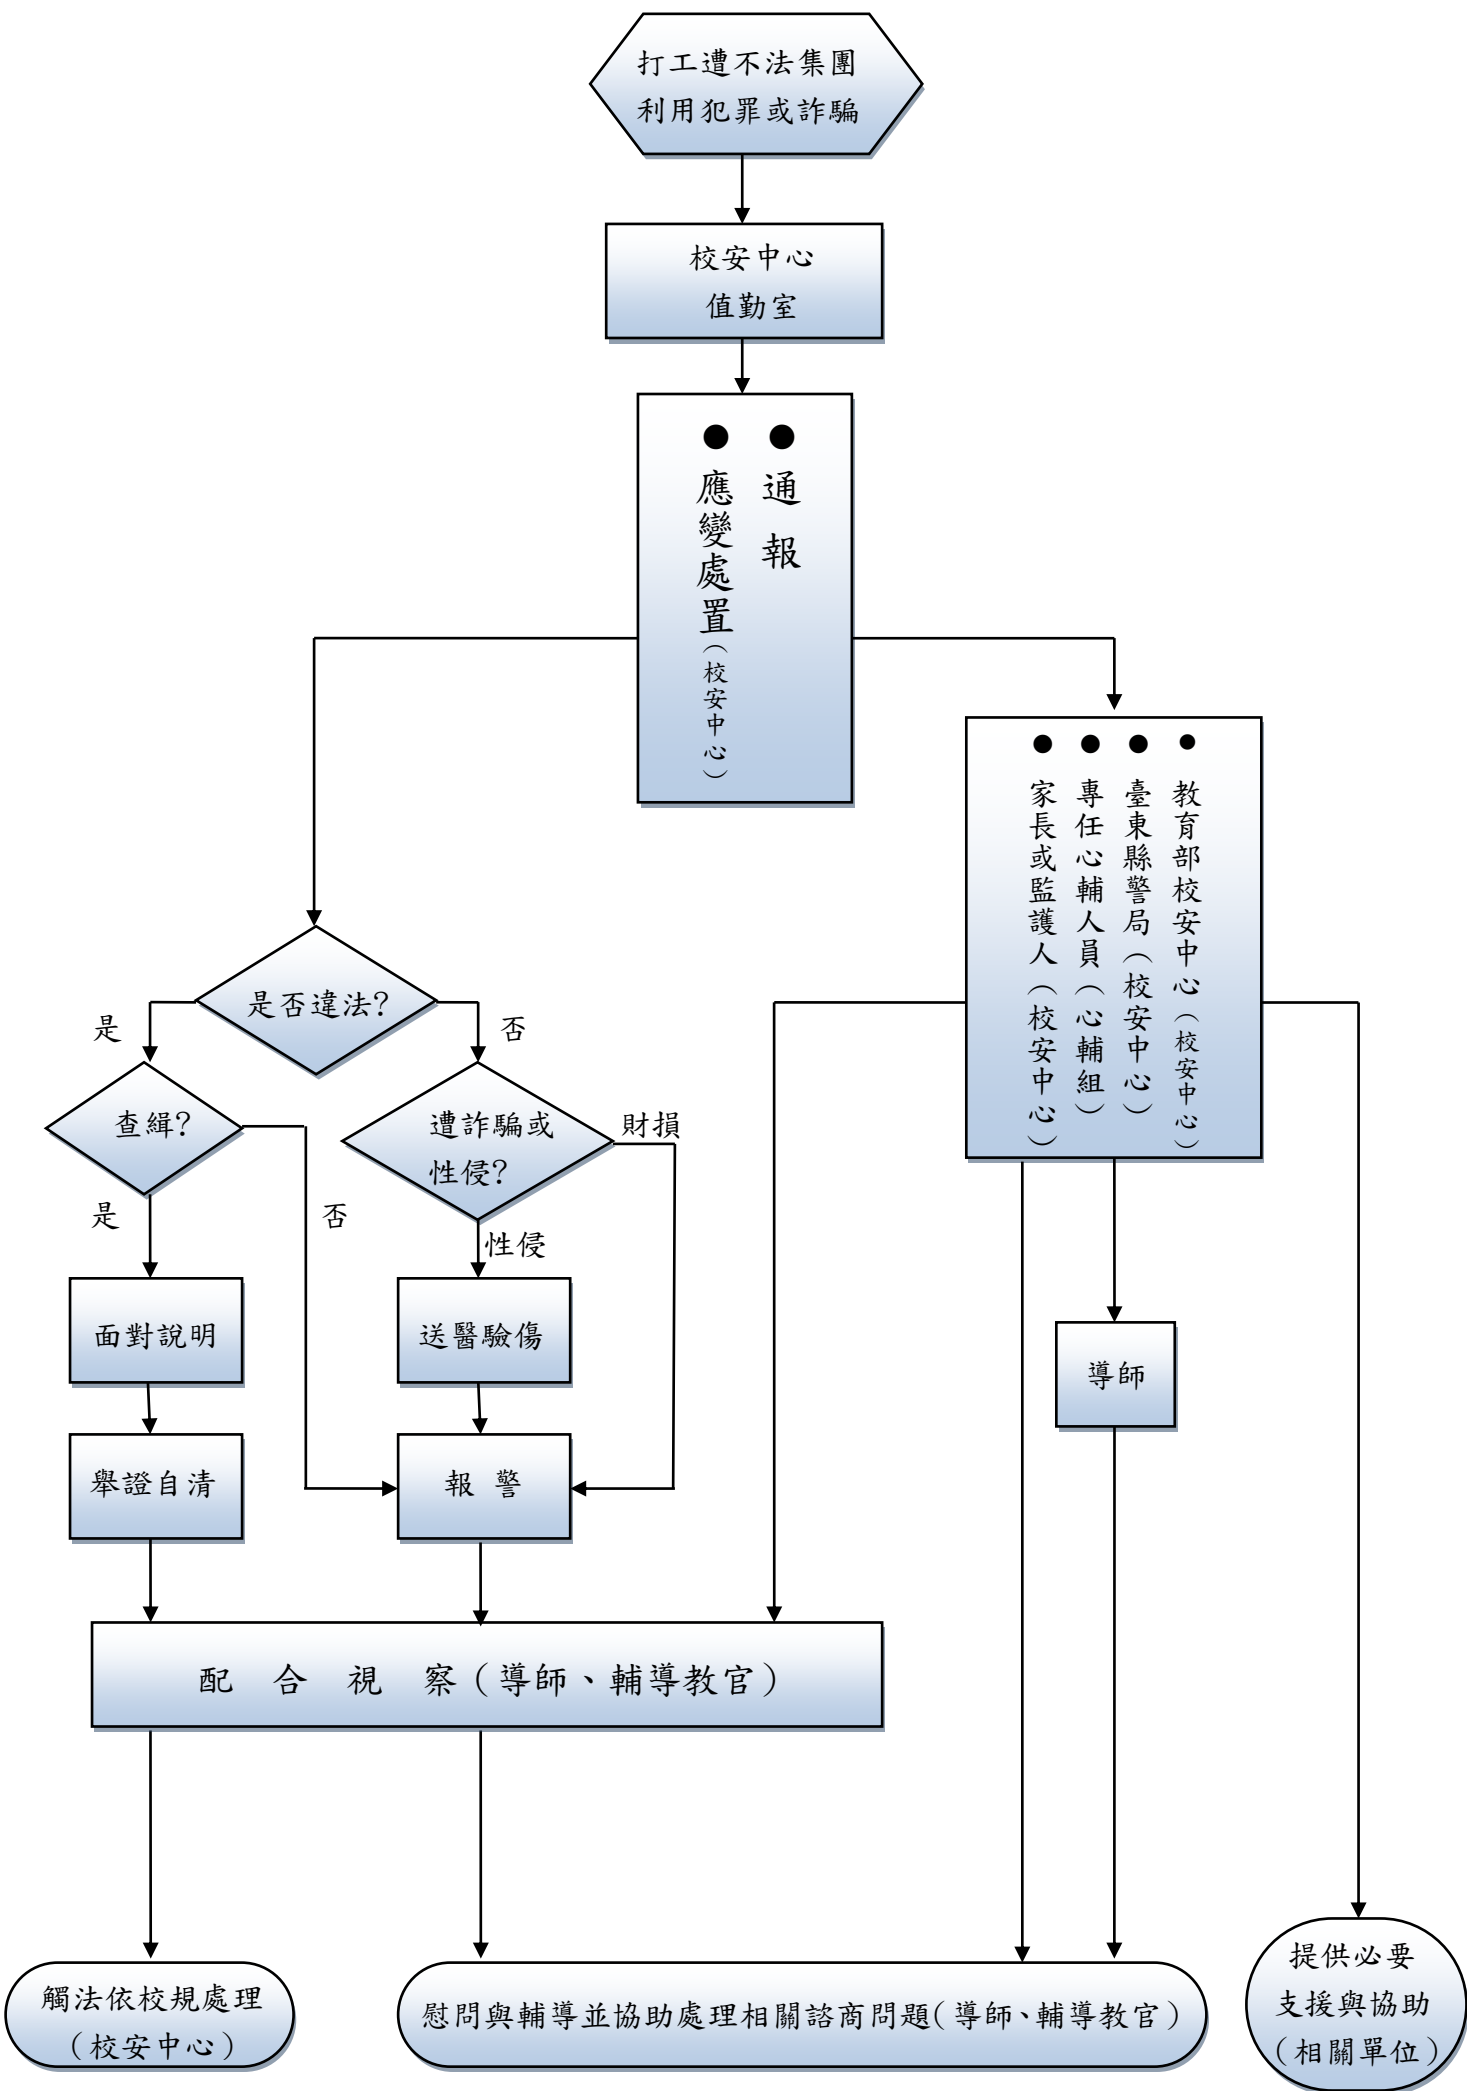 打工遭不法集團
利用犯罪或詐騙
校安中心
值勤室
●通報
●應變處置(校安中心)
●教育部校安中心(校安中心)
●臺東縣警局(校安中心)
●專任心輔人員(心輔組)
●家長或監護人(校安中心)
是否違法?
是
否
查緝?
遭詐騙或
性侵?
財損
是
否
性侵
面對說明
送醫驗傷
導師
舉證自清
報 警
配 合 視 察(導師、輔導教官)
觸法依校規處理
(校安中心)
慰問與輔導並協助處理相關諮商問題(導師、輔導教官)
提供必要
支援與協助
(相關單位)